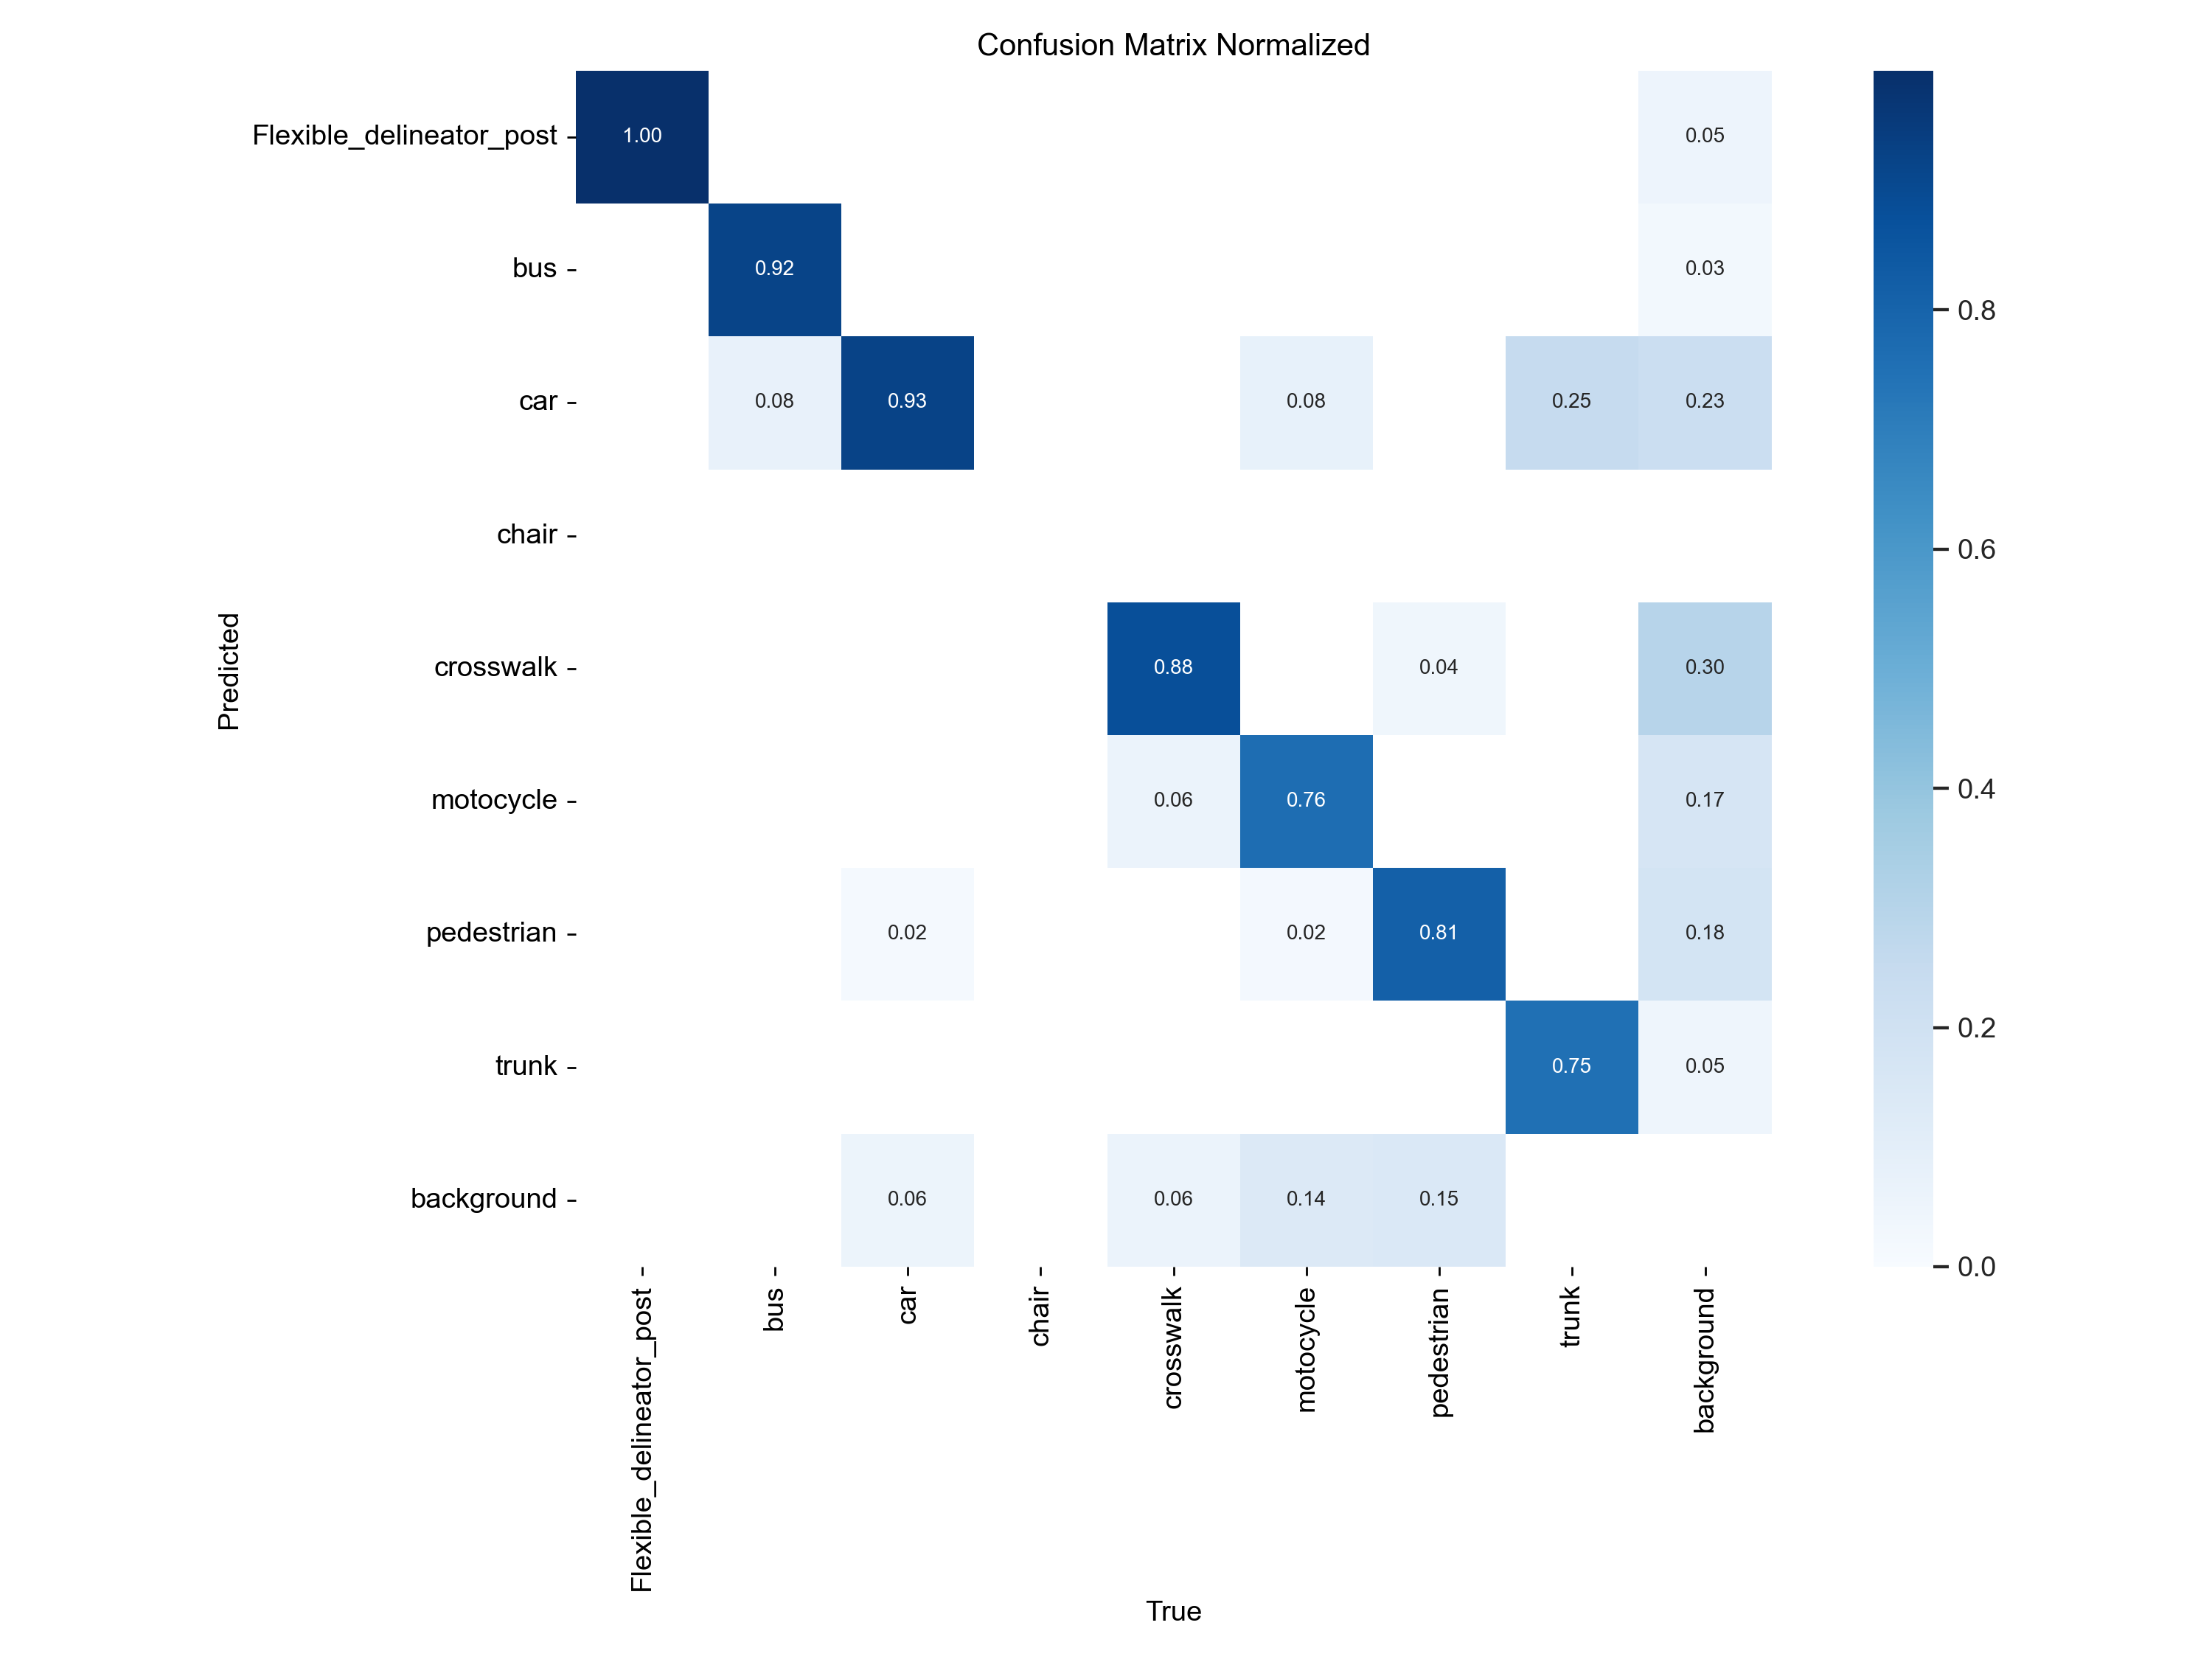 Confusion Matrix Normalized
Flexible_delineator_post 1.00 0.05
bus 0.92 0.03
0.8
car 0.08 0.93 0.08 0.25 0.23
chair
0.6
Predicted
crosswalk 0.88 0.04 0.30
motocycle 0.06 0.76 0.17
0.4
pedestrian 0.02 0.02 0.81 0.18
trunk 0.75 0.05
0.2
background 0.06 0.06 0.14 0.15
0.0
Flexible_delineator_post
bus
car
chair
crosswalk
motocycle
pedestrian
trunk
background
True